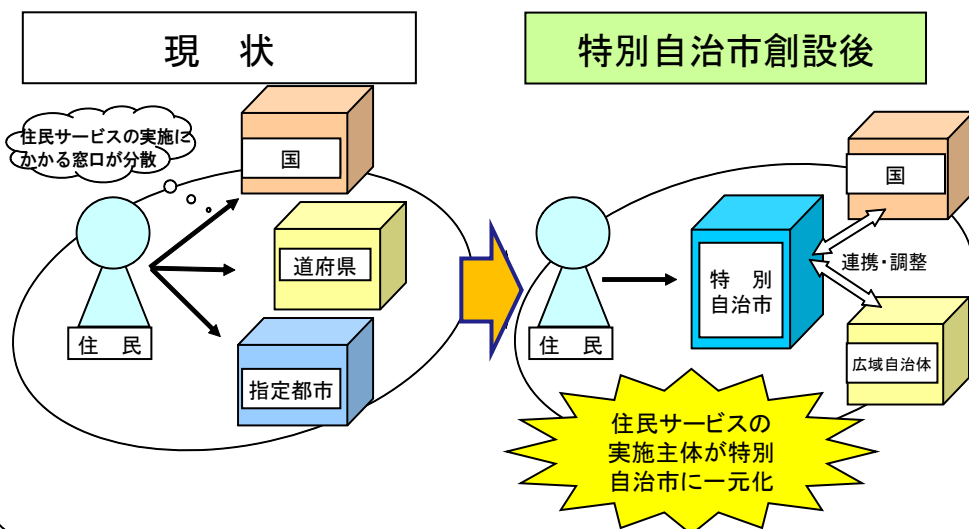 現　状
住民サービスの実施に
かかる窓口が分散
国
道府県
指定都市
住　民
特別自治市創設後
国
特　別
自治市
連携・調整
広域自治体
住　民
住民サービスの
実施主体が特別
自治市に一元化